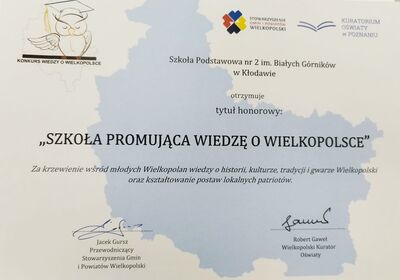 KONKURS WIEDZY O WIELKOPOLSCE
STOWARZYSZENIE
GMIN I POWIATÓW
WIELKOPOLSKI
KURATORIUM
OŚWIATY
W POZNANIU
Szkoła Podstawowa nr 2 im. Białych Górników
w Kłodawie
otrzymuje
tytuł honorowy:
„SZKOŁA PROMUJĄCA WIEDZĘ O WIELKOPOLSCE”
Za krzewienie wśród młodych Wielkopolan wiedzy o historii, kulturze, tradycji i gwarze Wielkopolski
oraz kształtowanie postaw lokalnych patriotów.
Jacek Gursz
Przewodniczący
Stowarzyszenia Gmin
i Powiatów Wielkopolski
Robert Gaweł
Wielkopolski Kurator
Oświaty